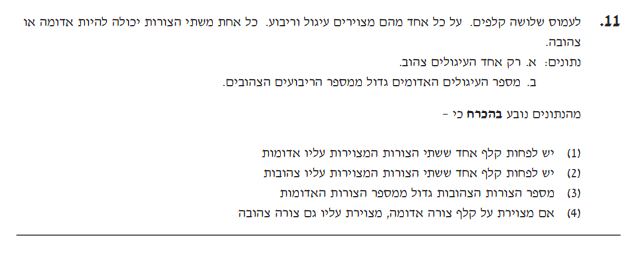 11. לעמוס שלושה קלפים. על כל אחד מהם מצוירים עיגול וריבוע. כל אחת משתי הצורות יכולה להיות אדומה או
צהובה.
נתונים: א. רק אחד העיגולים צהוב.
ב. מספר העיגולים האדומים גדול ממספר הריבועים הצהובים.
מהנתונים נובע בהכרח כי -
(1) יש לפחות קלף אחד ששתי הצורות המצוירות עליו אדומות
(2) יש לפחות קלף אחד ששתי הצורות המצוירות עליו צהובות
(3) מספר הצורות הצהובות גדול ממספר הצורות האדומות
(4) אם מצוירת על קלף צורה אדומה, מצוירת עליו גם צורה צהובה